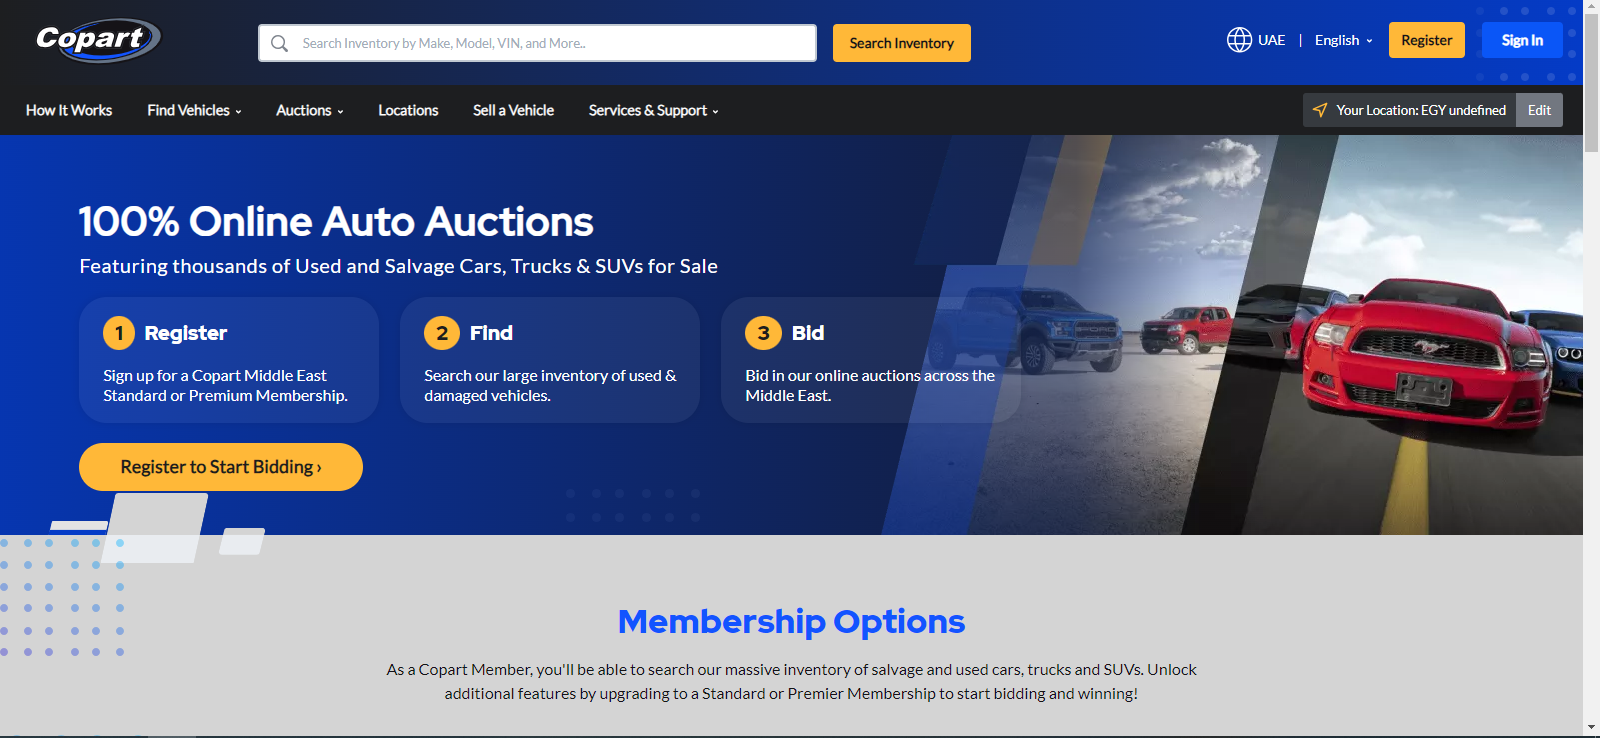 Copart
Search Inventory by Make, Model, VIN, and More..
Search Inventory
UAE | English
Register
Sign In
How It Works
Find Vehicles
Auctions
Locations
Sell a Vehicle
Services & Support
Your Location: EGY undefined
Edit
100% Online Auto Auctions
Featuring thousands of Used and Salvage Cars, Trucks & SUVs for Sale
1 Register
Sign up for a Copart Middle East
Standard or Premium Membership.
2 Find
Search our large inventory of used &
damaged vehicles.
3 Bid
Bid in our online auctions across the
Middle East.
Register to Start Bidding ›
Membership Options
As a Copart Member, you'll be able to search our massive inventory of salvage and used cars, trucks and SUVs. Unlock
additional features by upgrading to a Standard or Premier Membership to start bidding and winning!